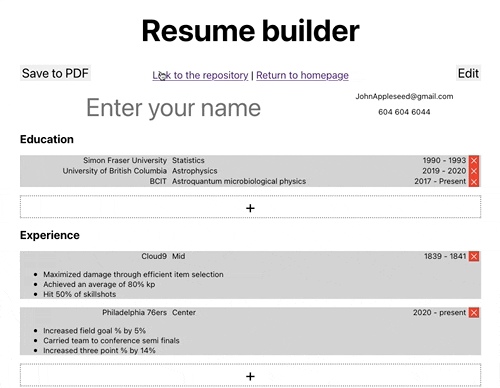 Resume builder
Save to PDF
Link to the repository | Return to homepage
Edit
Enter your name
JohnAppleseed@gmail.com
604 604 6044
Education
Simon Fraser University Statistics 1990 - 1993
University of British Columbia Astrophysics 2019 - 2020
BCIT Astroquantum microbiological physics 2017 - Present
+
Experience
Cloud9 Mid 1839 - 1841
Maximized damage through efficient item selection
Achieved an average of 80% kp
Hit 50% of skillshots
Philadelphia 76ers Center 2020 - present
Increased field goal % by 5%
Carried team to conference semi finals
Increased three point % by 14%
+